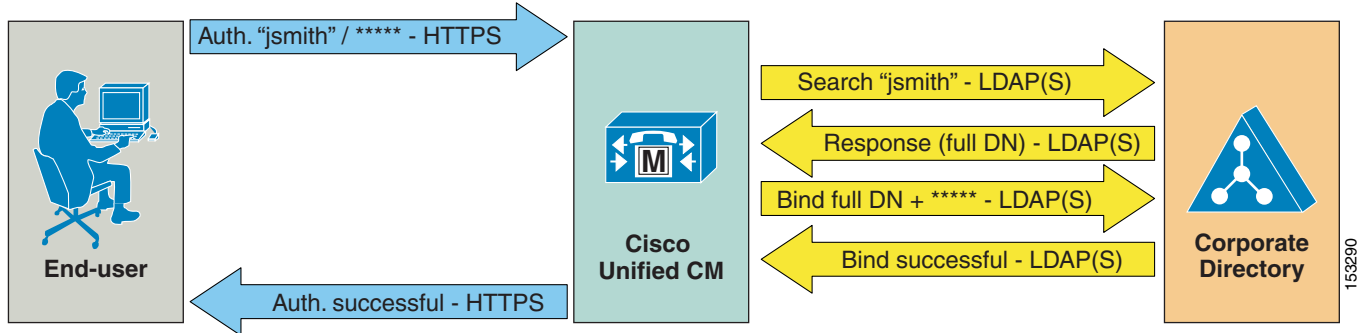 Auth. "jsmith" / ***** - HTTPS
Search "jsmith" - LDAP(S)
Response (full DN) - LDAP(S)
M
Bind full DN + ***** - LDAP(S)
End-user
Cisco
Unified CM
Bind successful - LDAP(S)
Corporate
Directory
Auth. successful - HTTPS
153290